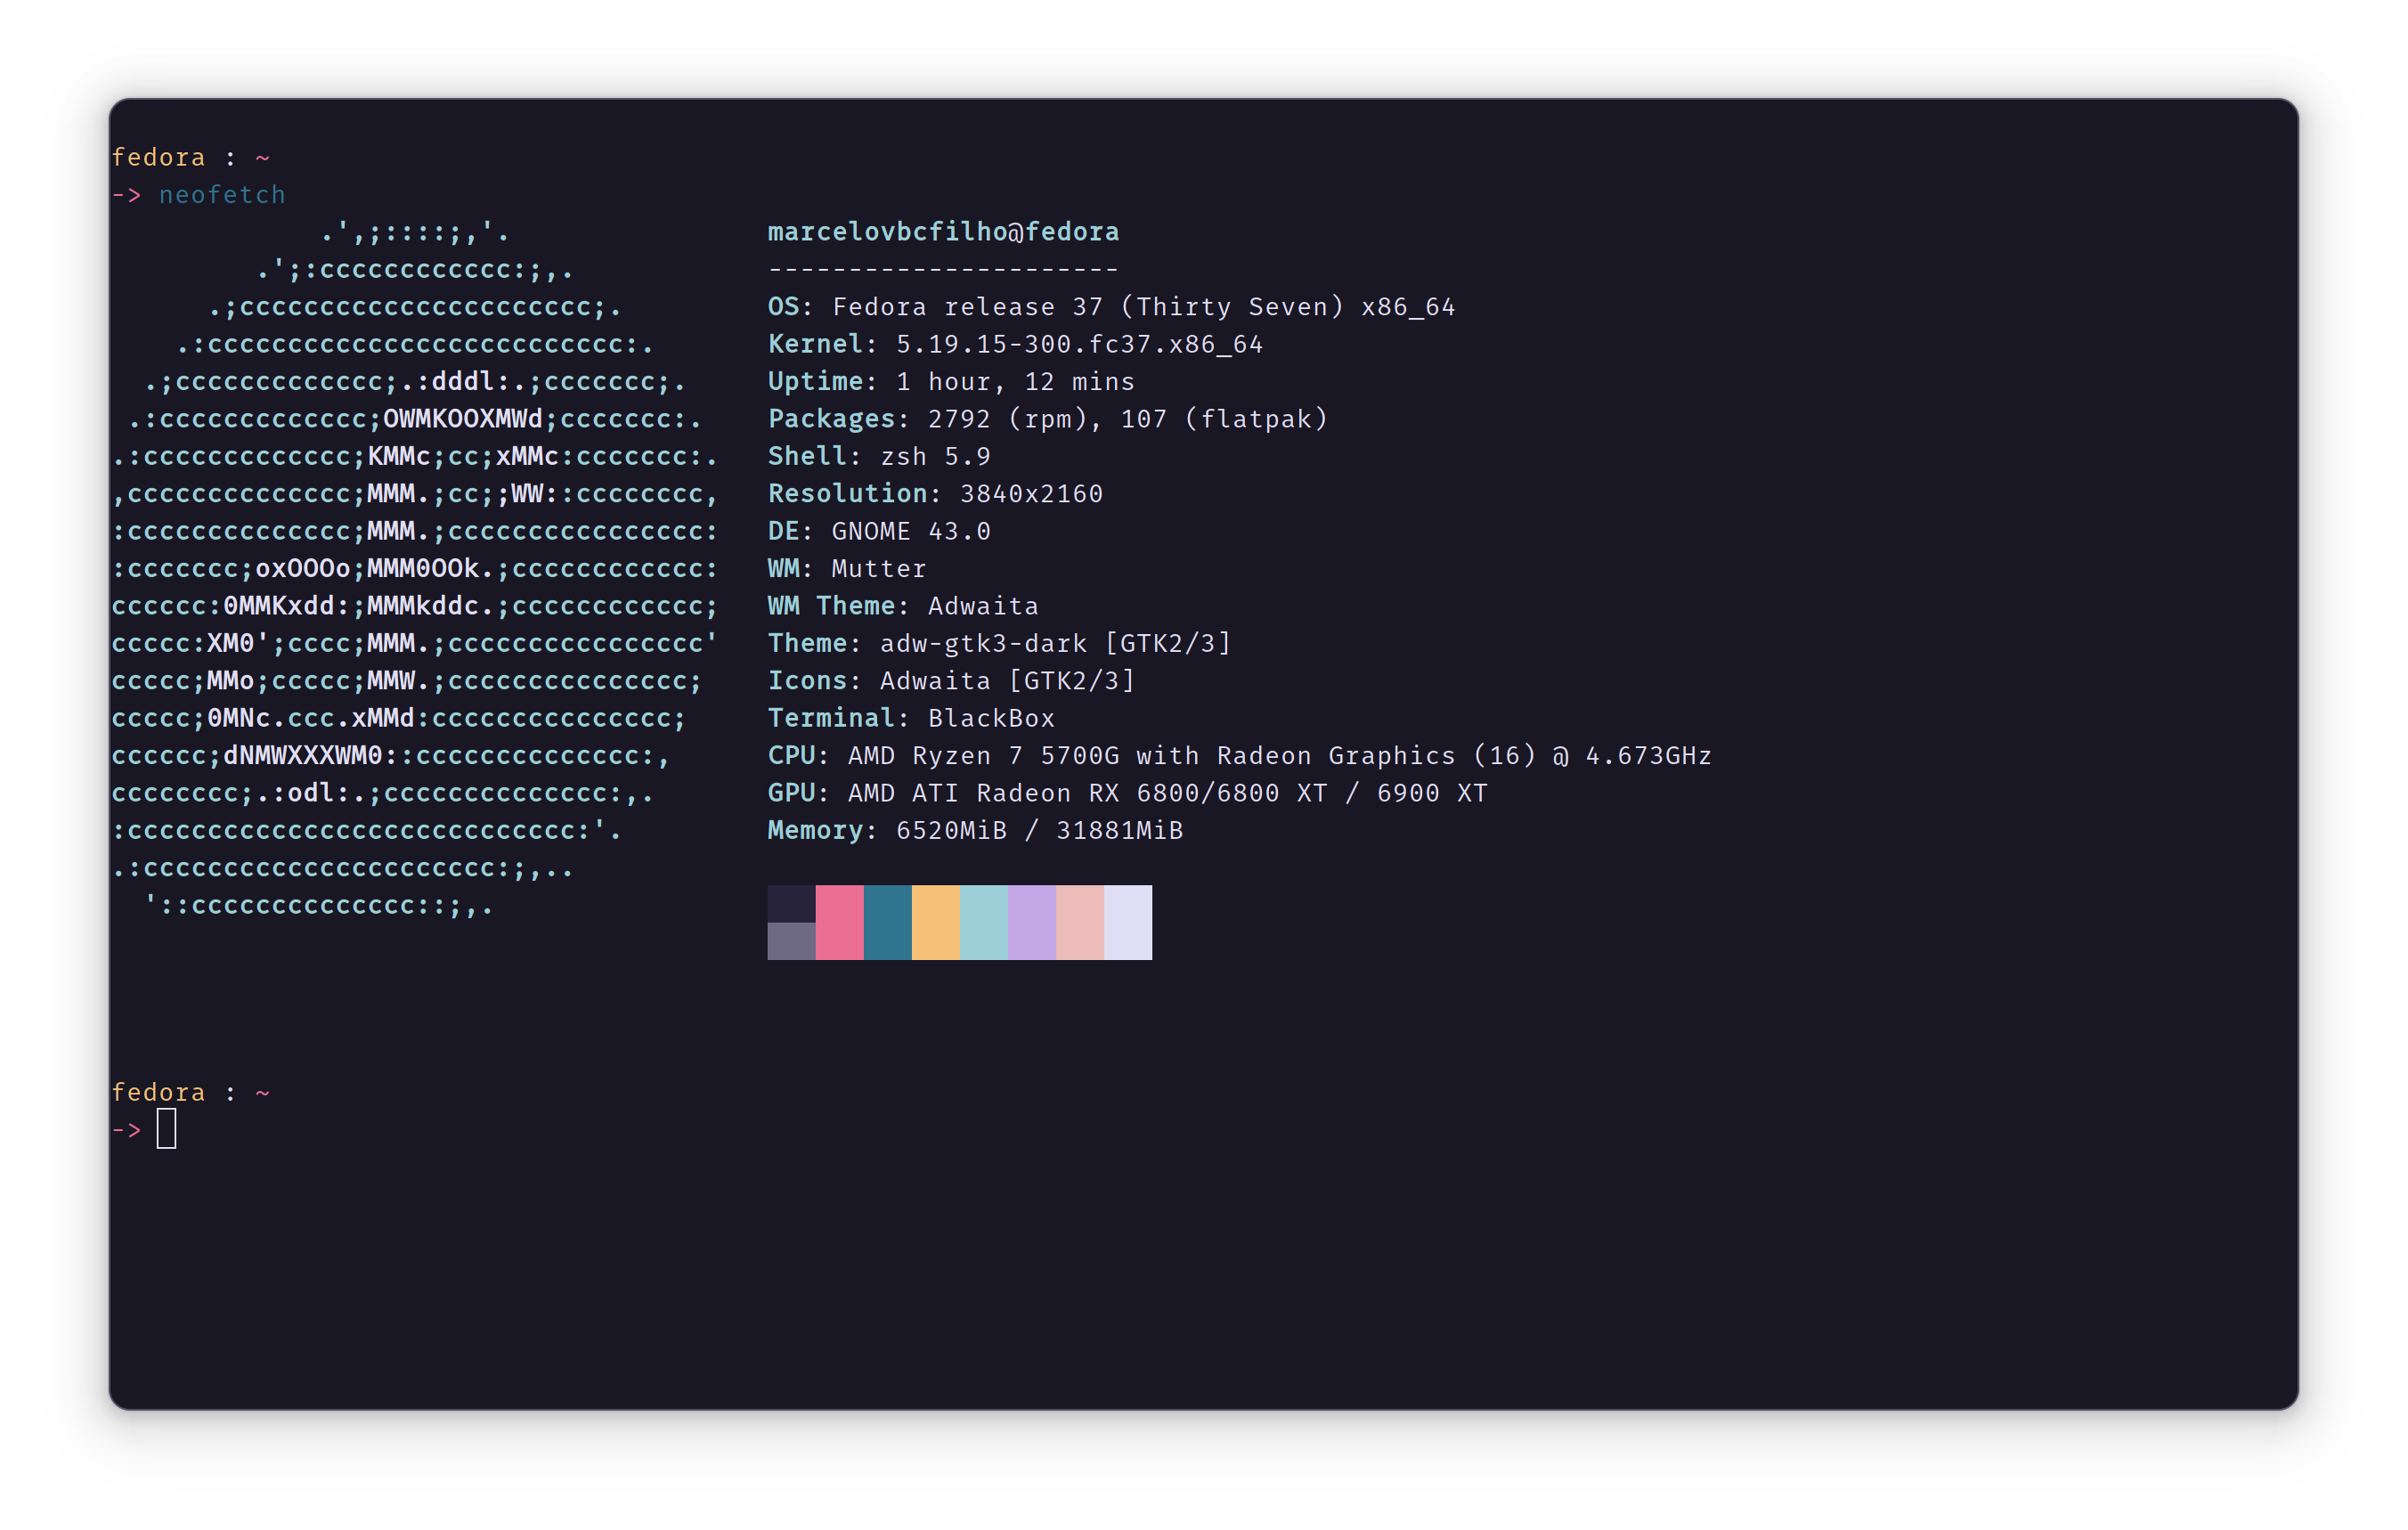 fedora : ~
-> neofetch
             .',;::::;,'.                marcelovbcfilho@fedora
         .';:cccccccccccc:;,.            ----------------------
      .;cccccccccccccccccccccc;.         OS: Fedora release 37 (Thirty Seven) x86_64
    .:cccccccccccccccccccccccccc:.       Kernel: 5.19.15-300.fc37.x86_64
  .;ccccccccccccc;.:dddl:.;ccccccc;.     Uptime: 1 hour, 12 mins
 .:ccccccccccccc;OWMKOOXMWd;ccccccc:.    Packages: 2792 (rpm), 107 (flatpak)
.:ccccccccccccc;KMMc;cc;xMMc:ccccccc:.   Shell: zsh 5.9
,cccccccccccccc;MMM.;cc;;WW::cccccccc,   Resolution: 3840x2160
:cccccccccccccc;MMM.;cccccccccccccccc:   DE: GNOME 43.0
:ccccccc;oxOOOo;MMM0OOk.;cccccccccccc:   WM: Mutter
cccccc:0MMKxdd:;MMMkddc.;cccccccccccc;   WM Theme: Adwaita
ccccc:XM0';cccc;MMM.;cccccccccccccccc'   Theme: adw-gtk3-dark [GTK2/3]
ccccc;MMo;ccccc;MMW.;ccccccccccccccc;    Icons: Adwaita [GTK2/3]
ccccc;0MNc.ccc.xMMd:ccccccccccccccc;     Terminal: BlackBox
cccccc;dNMWXXXWM0::cccccccccccccc:,      CPU: AMD Ryzen 7 5700G with Radeon Graphics (16) @ 4.673GHz
cccccccc;.:odl:.;cccccccccccccc:,.       GPU: AMD ATI Radeon RX 6800/6800 XT / 6900 XT
:cccccccccccccccccccccccccccc:'.         Memory: 6520MiB / 31881MiB
.:cccccccccccccccccccccc:;,..
  '::cccccccccccccc::;,.
fedora : ~
->